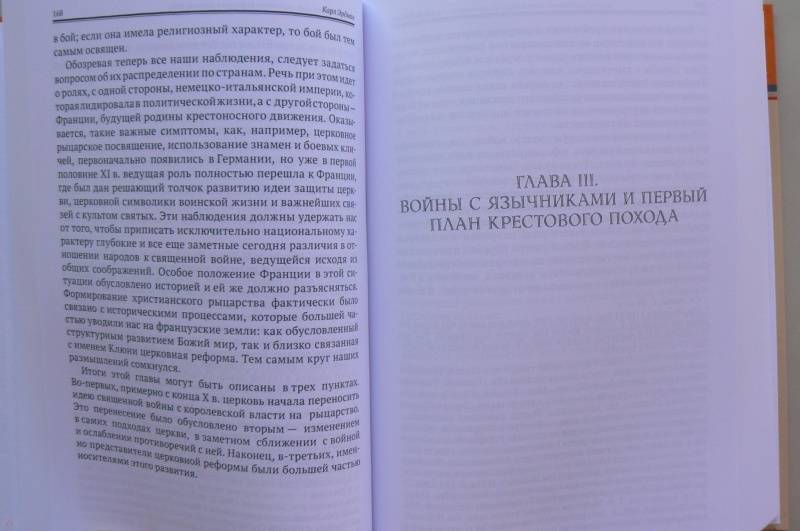 168
Карл Эрдман
в бой; если она имела религиозный характер, то бой был тем
самым освящен.
Обозревая теперь все наши наблюдения, следует задаться
вопросом об их распределении по странам. Речь при этом идет
о ролях, с одной стороны, немецко-итальянской империи, ко-
торая лидировала в политической жизни, а с другой стороны –
Франции, будущей родины крестоносного движения. Оказы-
вается, такие важные симптомы, как, например, церковное
рыцарское посвящение, использование знамен и боевых кли-
чей, первоначально появились в Германии, но уже в первой
половине XI в. ведущая роль полностью перешла к Франции,
где был дан решающий толчок развитию идеи защиты церк-
ви, церковной символики воинской жизни и важнейших свя-
зей с культом святых. Эти наблюдения должны удержать нас
от того, чтобы приписать исключительно национальному ха-
рактеру глубокие и все еще заметные сегодня различия в от-
ношении народов к священной войне, ведущейся исходя из
общих соображений. Особое положение Франции в этой си-
туации обусловлено историей и ей же должно разъясняться.
Формирование христианского рыцарства фактически было
связано с историческими процессами, которые большей ча-
стью уводили нас на французские земли: как обусловленный
структурным развитием Божий мир, так и близко связанная
с именем Клюни церковная реформа. Тем самым круг наших
размышлений сомкнулся.
Итоги этой главы могут быть описаны в трех пунктах.
Во-первых, примерно с конца X в. церковь начала переносить
идею священной войны с королевской власти на рыцарство.
Это перенесение было обусловлено вторым — изменением
в самих подходах церкви, в заметном сближении с войной
и ослаблении противоречий с ней. Наконец, в-третьих, имен-
но представители церковной реформы были большей частью
носителями этого развития.
ГЛАВА III.
ВОЙНЫ С ЯЗЫЧНИКАМИ И ПЕРВЫЙ
ПЛАН КРЕСТОВОГО ПОХОДА